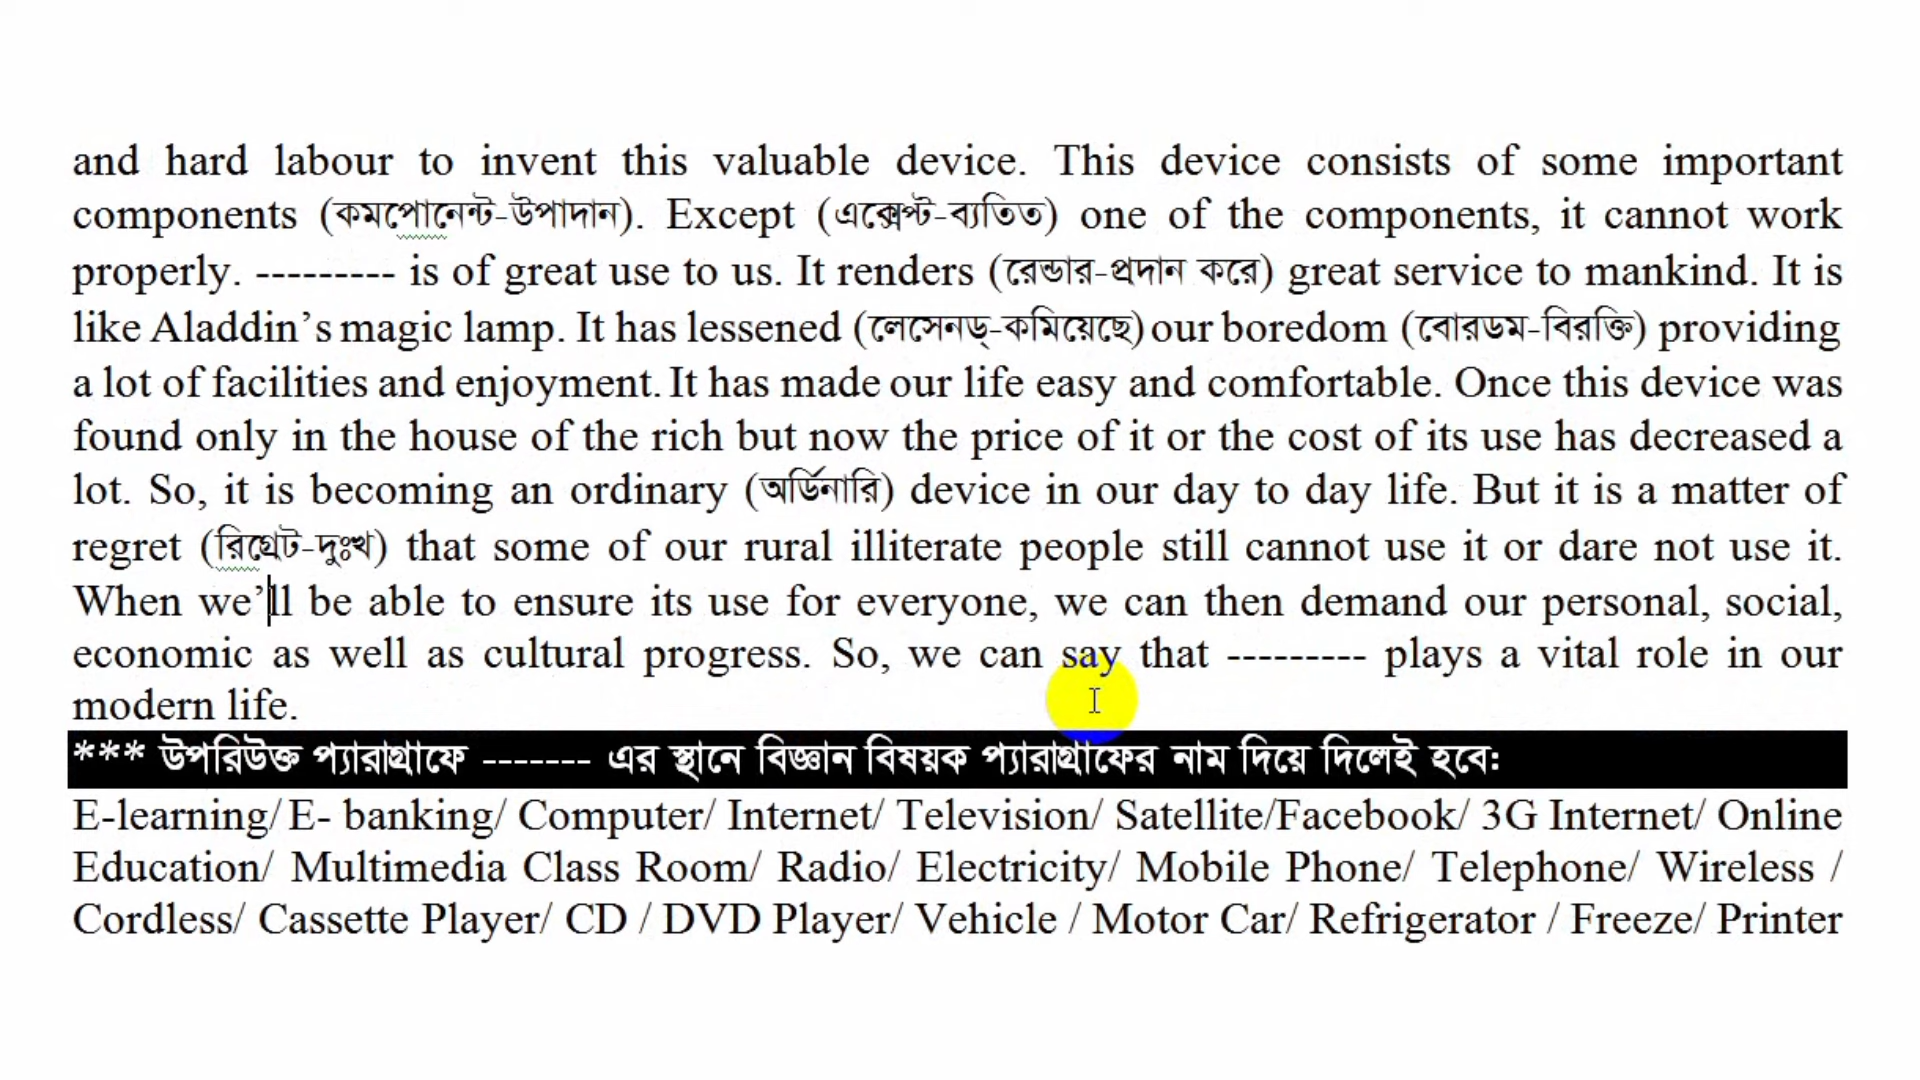 and hard labour to invent this valuable device. This device consists of some important
components (কমপোনেন্ট-উপাদান). Except (এক্সেপ্ট-ব্যতিত) one of the components, it cannot work
properly. --------- is of great use to us. It renders (রেন্ডার-প্রদান করে) great service to mankind. It is
like Aladdin’s magic lamp. It has lessened (লেসেনড্-কমিয়েছে) our boredom (বোরডম-বিরক্তি) providing
a lot of facilities and enjoyment. It has made our life easy and comfortable. Once this device was
found only in the house of the rich but now the price of it or the cost of its use has decreased a
lot. So, it is becoming an ordinary (অর্ডিনারি) device in our day to day life. But it is a matter of
regret (রিগ্রেট-দুঃখ) that some of our rural illiterate people still cannot use it or dare not use it.
When we’ll be able to ensure its use for everyone, we can then demand our personal, social,
economic as well as cultural progress. So, we can say that --------- plays a vital role in our
modern life.
*** উপরিউক্ত প্যারাগ্রাফে ------- এর স্থানে বিজ্ঞান বিষয়ক প্যারাগ্রাফের নাম দিয়ে দিলেই হবে:
E-learning/ E- banking/ Computer/ Internet/ Television/ Satellite/Facebook/ 3G Internet/ Online
Education/ Multimedia Class Room/ Radio/ Electricity/ Mobile Phone/ Telephone/ Wireless /
Cordless/ Cassette Player/ CD / DVD Player/ Vehicle / Motor Car/ Refrigerator / Freeze/ Printer